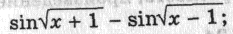 sin√(x + 1) − sin√(x − 1);